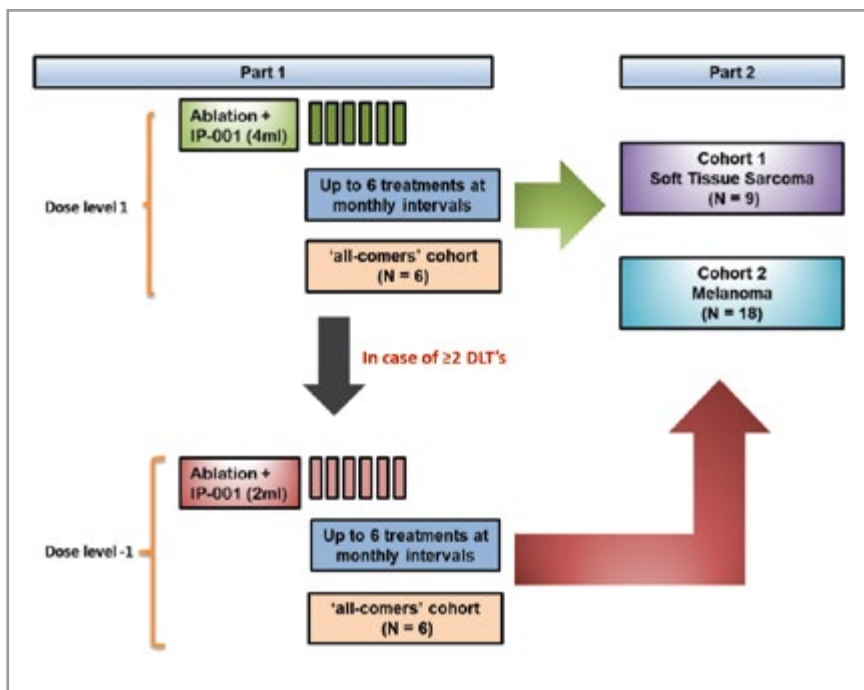 Part 1
Part 2
Ablation +
IP-001 (4ml)
Dose level 1
Up to 6 treatments at
monthly intervals
'all-comers' cohort
(N = 6)
Cohort 1
Soft Tissue Sarcoma
(N = 9)
Cohort 2
Melanoma
(N = 18)
In case of ≥2 DLT's
Ablation +
IP-001 (2ml)
Dose level -1
Up to 6 treatments at
monthly intervals
'all-comers' cohort
(N = 6)